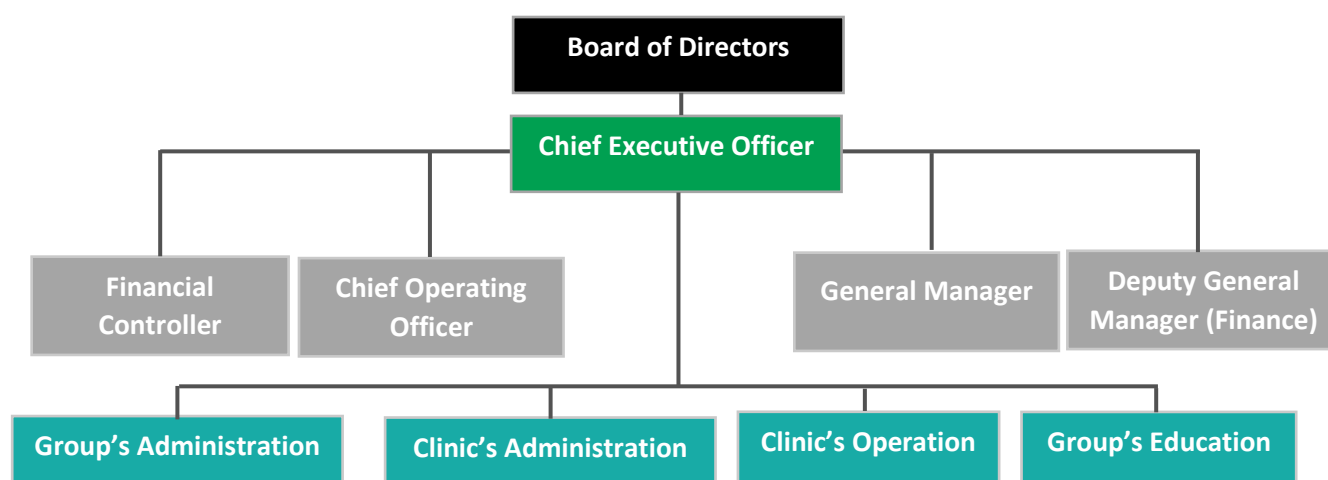 Board of Directors
Chief Executive Officer
Financial
Controller
Chief Operating
Officer
General Manager
Deputy General
Manager (Finance)
Group’s Administration
Clinic’s Administration
Clinic’s Operation
Group’s Education